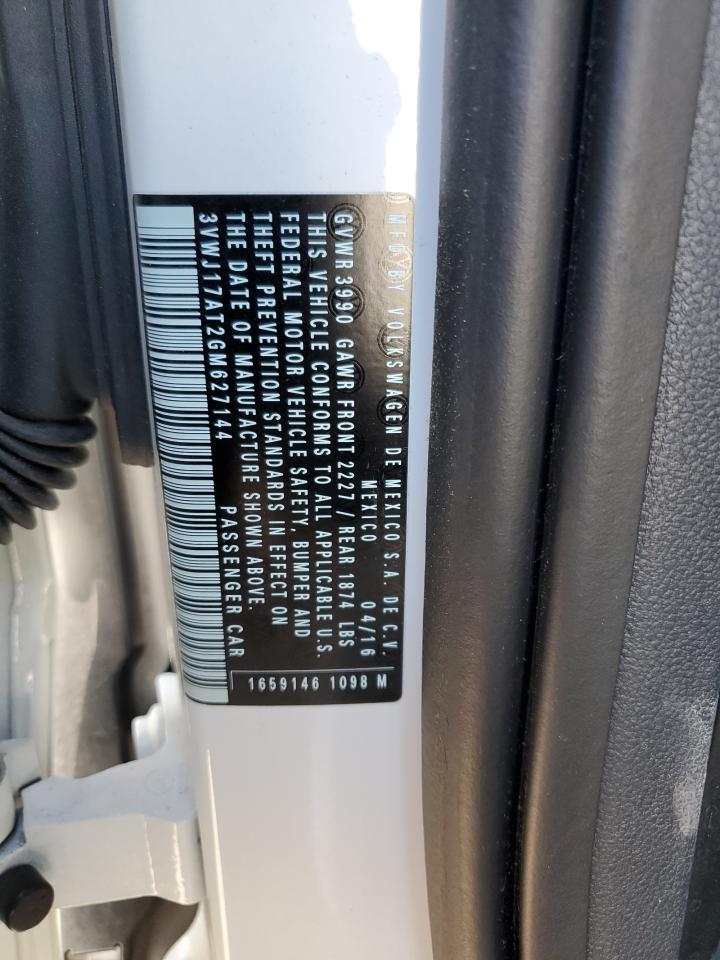 MFD BY VOLKSWAGEN DE MEXICO S.A. DE C.V.
MEXICO 04/16
GVWR 3990 GAWR FRONT 2227 // REAR 1874 LBS
THIS VEHICLE CONFORMS TO ALL APPLICABLE U.S.
FEDERAL MOTOR VEHICLE SAFETY, BUMPER AND
THEFT PREVENTION STANDARDS IN EFFECT ON
THE DATE OF MANUFACTURE SHOWN ABOVE.
3VWJ17AT2GM627144 PASSENGER CAR
1659146 1098 M